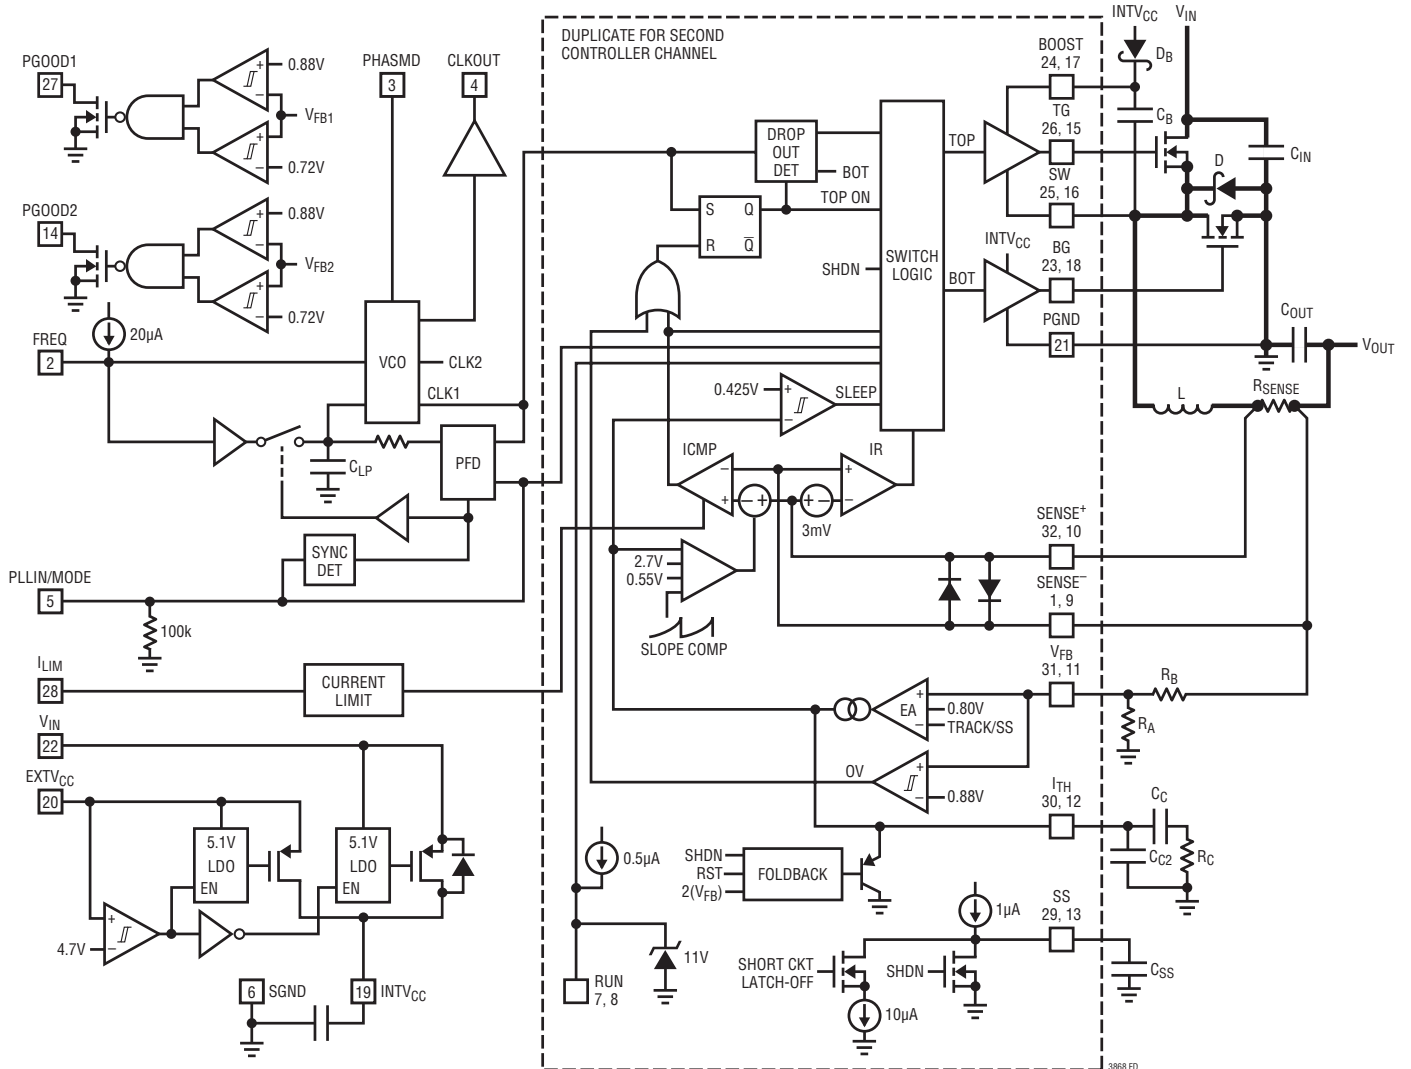 DUPLICATE FOR SECOND
CONTROLLER CHANNEL
PGOOD1
27
0.88V
VFB1
0.72V
PGOOD2
14
0.88V
VFB2
0.72V
PHASMD
3
CLKOUT
4
20µA
FREQ
2
VCO
CLK2
CLK1
CLP
PFD
SYNC
DET
PLLIN/MODE
5
100k
ILIM
28
CURRENT
LIMIT
VIN
22
EXTVCC
20
5.1V
LDO
EN
5.1V
LDO
EN
+
–
4.7V
6
SGND
19
INTVCC
DROP
OUT
DET
BOT
TOP ON
S
Q
R
Q
SHDN
SWITCH
LOGIC
TOP
BOT
INTVCC
0.425V
+
–
SLEEP
ICMP
–
+
– +
+ –
3mV
IR
+
–
2.7V
0.55V
SLOPE COMP
EA
+
0.80V
–
TRACK/SS
OV
+
–
0.88V
0.5µA
11V
RUN
7, 8
SHDN
RST
2(VFB)
FOLDBACK
1µA
SHORT CKT
LATCH-OFF
SHDN
10µA
BOOST
24, 17
TG
26, 15
SW
25, 16
BG
23, 18
PGND
21
SENSE+
32, 10
SENSE–
1, 9
VFB
31, 11
ITH
30, 12
SS
29, 13
INTVCC
VIN
DB
CB
D
CIN
COUT
VOUT
L
RSENSE
RB
RA
CC
CC2
RC
CSS
3868 FD